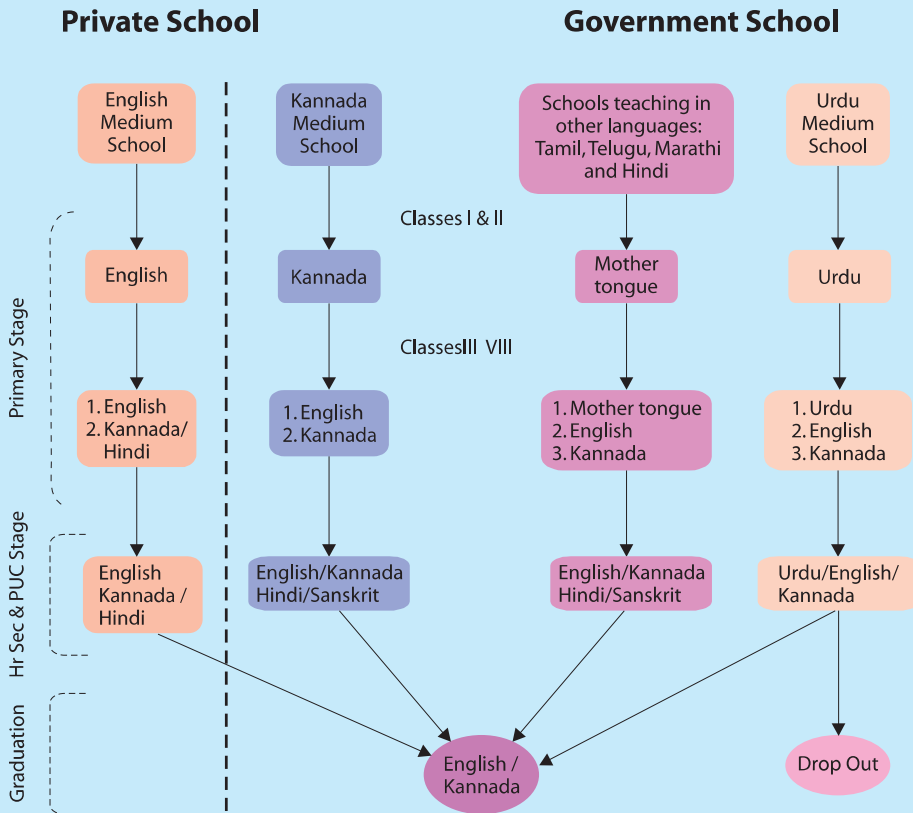 Private School
Government School
English
Medium
School
Kannada
Medium
School
Schools teaching in
other languages:
Tamil, Telugu, Marathi
and Hindi
Urdu
Medium
School
Classes I & II
Primary Stage
English
Kannada
Mother
tongue
Urdu
ClassesIII VIII
1. English
2. Kannada/
Hindi
1. English
2. Kannada
1. Mother tongue
2. English
3. Kannada
1. Urdu
2. English
3. Kannada
Hr Sec & PUC Stage
English
Kannada /
Hindi
English/Kannada
Hindi/Sanskrit
English/Kannada
Hindi/Sanskrit
Urdu/English/
Kannada
Graduation
English /
Kannada
Drop Out